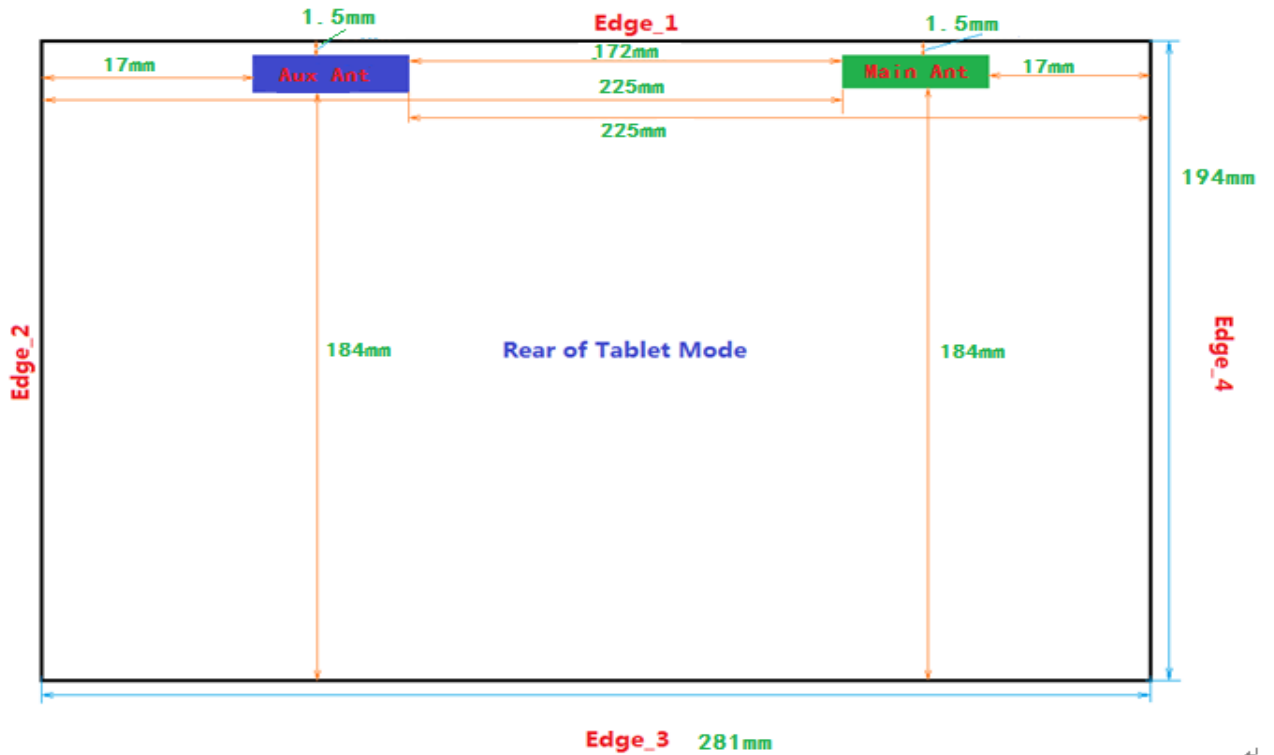 1.5mm
Edge_1
1.5mm
17mm
172mm
17mm
Aux Ant
Main Ant
225mm
225mm
194mm
Edge_2
184mm
Rear of Tablet Mode
184mm
Edge_4
Edge_3
281mm